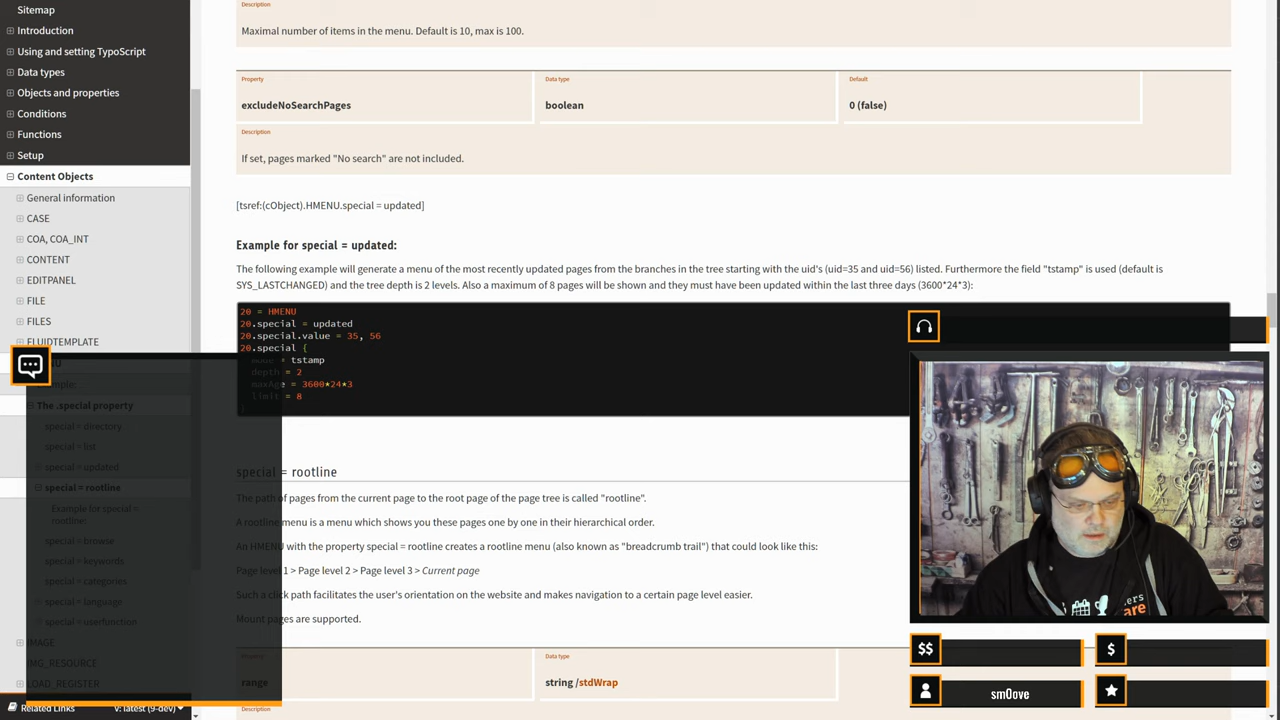 Sitemap
Introduction
Using and setting TypoScript
Data types
Objects and properties
Conditions
Functions
Setup
Content Objects
General information
CASE
COA, COA_INT
CONTENT
EDITPANEL
FILE
FILES
FLUIDTEMPLATE
The .special property
special = directory
special = list
special = updated
special = rootline
Example for special =
rootline:
special = browse
special = keywords
special = categories
special = language
special = userfunction
IMAGE
IMG_RESOURCE
LOAD_REGISTER
Related Links
V: latest (9-dev)
Description
Maximal number of items in the menu. Default is 10, max is 100.
Property
Data type
Default
excludeNoSearchPages
boolean
0 (false)
Description
If set, pages marked "No search" are not included.
[tsref:(cObject).HMENU.special = updated]
Example for special = updated:
The following example will generate a menu of the most recently updated pages from the branches in the tree starting with the uid's (uid=35 and uid=56) listed. Furthermore the field "tstamp" is used (default is
SYS_LASTCHANGED) and the tree depth is 2 levels. Also a maximum of 8 pages will be shown and they must have been updated within the last three days (3600*24*3):
20 = HMENU
20.special = updated
20.special.value = 35, 56
20.special {
mode = tstamp
depth = 2
maxAge = 3600*24*3
limit = 8
}
special = rootline
The path of pages from the current page to the root page of the page tree is called "rootline".
A rootline menu is a menu which shows you these pages one by one in their hierarchical order.
An HMENU with the property special = rootline creates a rootline menu (also known as "breadcrumb trail") that could look like this:
Page level 1 > Page level 2 > Page level 3 > Current page
Such a click path facilitates the user's orientation on the website and makes navigation to a certain page level easier.
Mount pages are supported.
Property
Data type
range
string /stdWrap
Description
$$
$
sm0ove